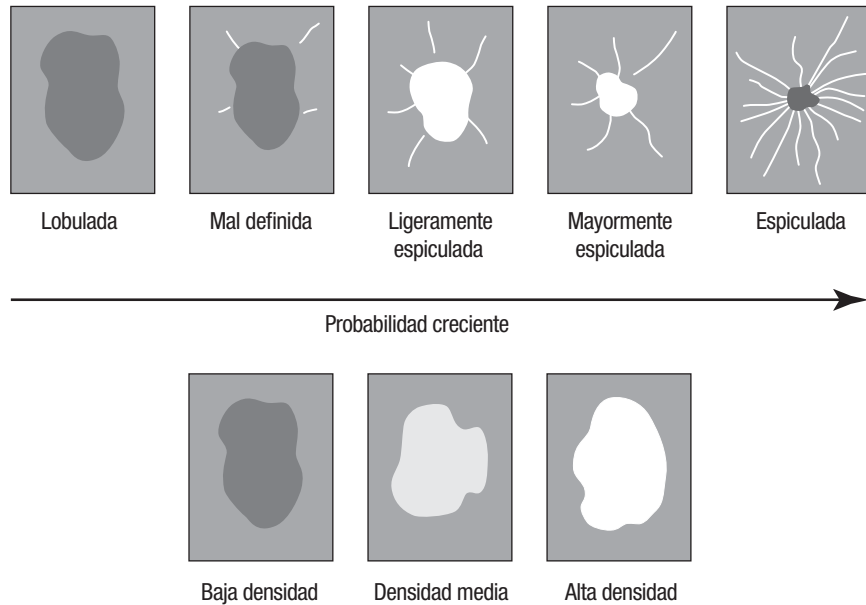 Lobulada
Mal definida
Ligeramente
espiculada
Mayormente
espiculada
Espiculada
Probabilidad creciente
Baja densidad
Densidad media
Alta densidad